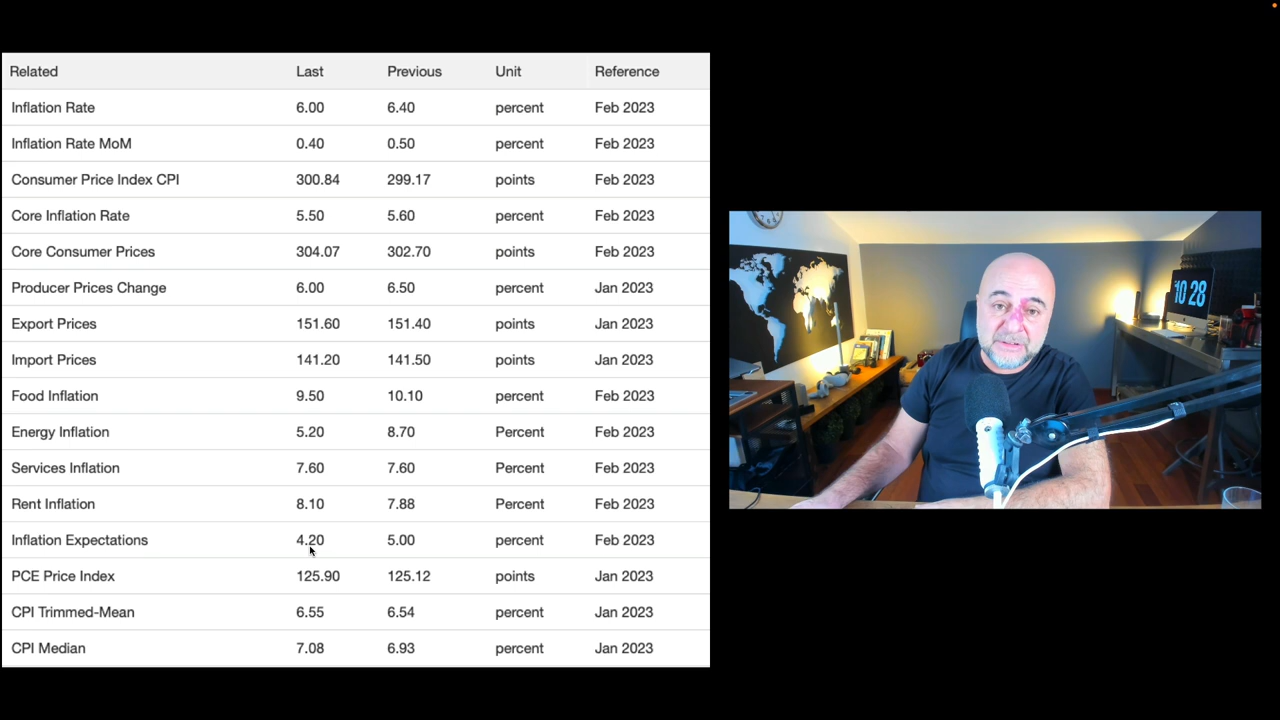 Related Last Previous Unit Reference
Inflation Rate 6.00 6.40 percent Feb 2023
Inflation Rate MoM 0.40 0.50 percent Feb 2023
Consumer Price Index CPI 300.84 299.17 points Feb 2023
Core Inflation Rate 5.50 5.60 percent Feb 2023
Core Consumer Prices 304.07 302.70 points Feb 2023
Producer Prices Change 6.00 6.50 percent Jan 2023
Export Prices 151.60 151.40 points Jan 2023
Import Prices 141.20 141.50 points Jan 2023
Food Inflation 9.50 10.10 percent Feb 2023
Energy Inflation 5.20 8.70 Percent Feb 2023
Services Inflation 7.60 7.60 Percent Feb 2023
Rent Inflation 8.10 7.88 Percent Feb 2023
Inflation Expectations 4.20 5.00 percent Feb 2023
PCE Price Index 125.90 125.12 points Jan 2023
CPI Trimmed-Mean 6.55 6.54 percent Jan 2023
CPI Median 7.08 6.93 percent Jan 2023
10 28